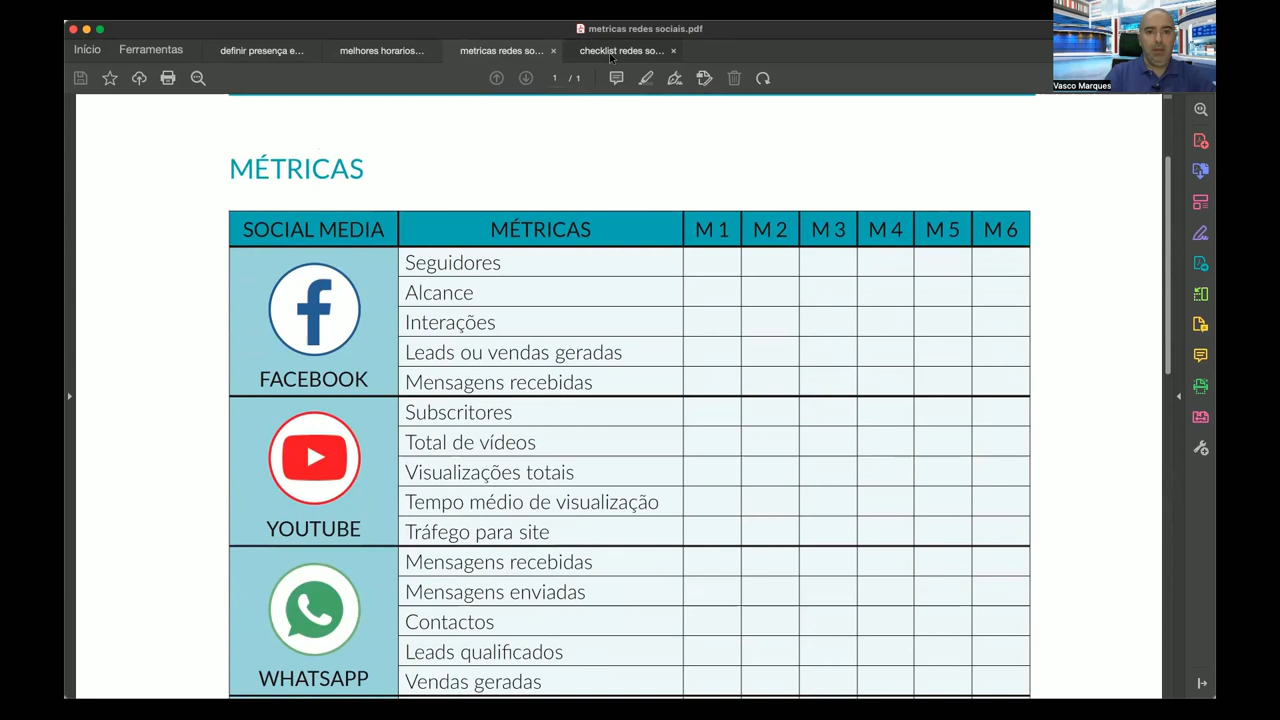 metricas redes sociais.pdf
Início
Ferramentas
definir presença e...
melhores horarios...
metricas redes so...
checklist redes so...
1 / 1
Vasco Marques
MÉTRICAS
SOCIAL MEDIA MÉTRICAS M 1 M 2 M 3 M 4 M 5 M 6
FACEBOOK
Seguidores
Alcance
Interações
Leads ou vendas geradas
Mensagens recebidas
YOUTUBE
Subscritores
Total de vídeos
Visualizações totais
Tempo médio de visualização
Tráfego para site
WHATSAPP
Mensagens recebidas
Mensagens enviadas
Contactos
Leads qualificados
Vendas geradas